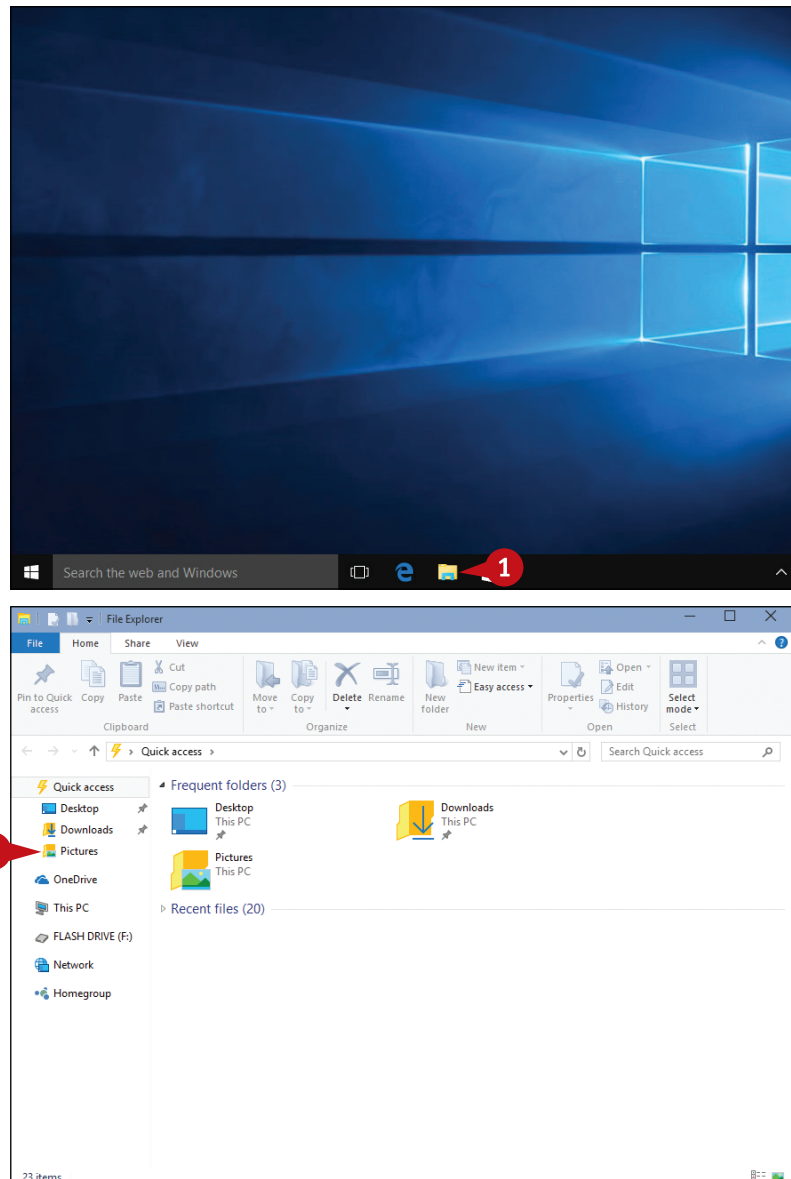 Search the web and Windows
1
File Explorer
File Home Share View
Pin to Quick access
Copy
Paste
Cut
Copy path
Paste shortcut
Move to
Copy to
Delete
Rename
New folder
New item
Easy access
Properties
Open
Edit
History
Select mode
Clipboard Organize New Open Select
Quick access
Search Quick access
Quick access
Desktop
Downloads
Pictures
OneDrive
This PC
FLASH DRIVE (F:)
Network
Homegroup
Frequent folders (3)
Desktop
This PC
Downloads
This PC
Pictures
This PC
Recent files (20)
23 items